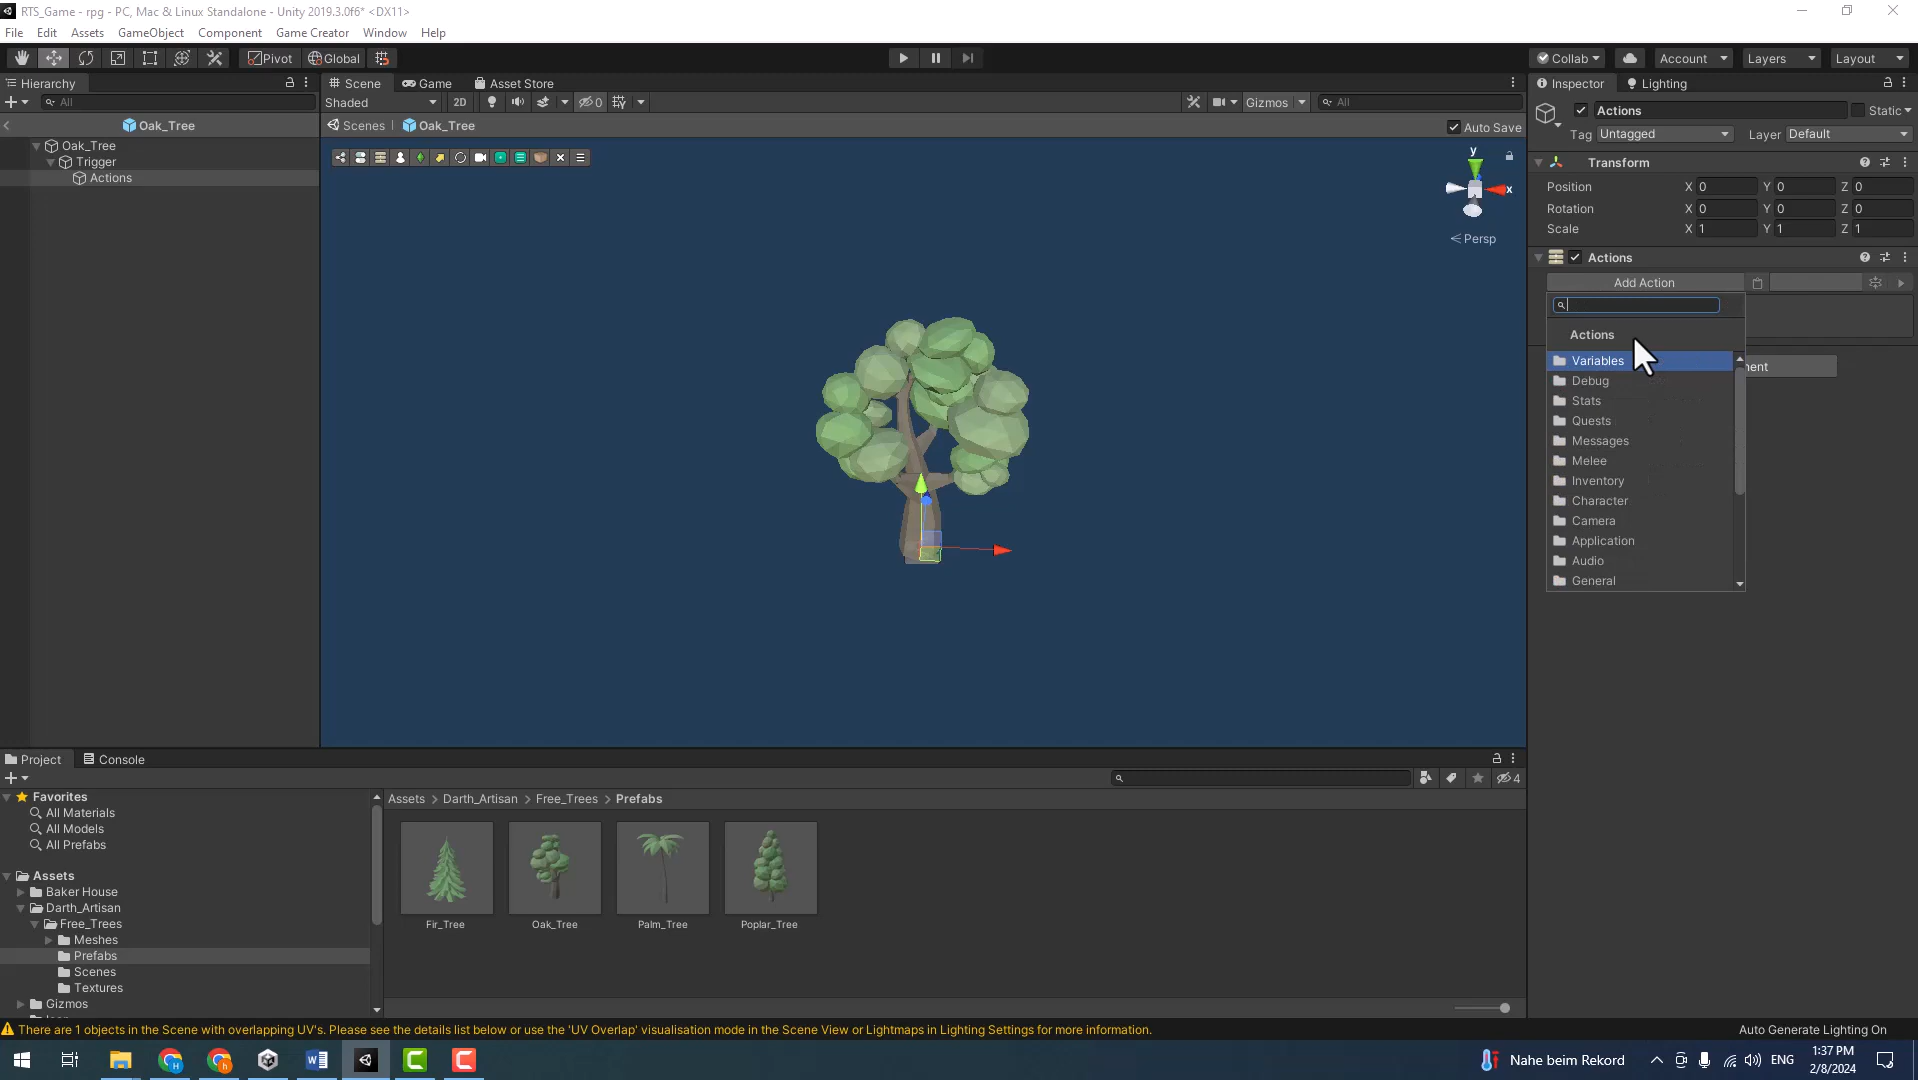 RTS_Game - rpg - PC, Mac & Linux Standalone - Unity 2019.3.0f6* <DX11>
File Edit Assets GameObject Component Game Creator Window Help
Pivot Global Collab Account Layers Layout
Hierarchy Scene Game Asset Store Inspector Lighting
All Shaded 2D 0 Gizmos All Actions Static
Oak_Tree Scenes Oak_Tree Auto Save Tag Untagged Layer Default
Oak_Tree
Trigger
Actions
y
x
Persp
Transform
Position X 0 Y 0 Z 0
Rotation X 0 Y 0 Z 0
Scale X 1 Y 1 Z 1
Actions
Add Action
Actions
Variables
Debug
Stats
Quests
Messages
Melee
Inventory
Character
Camera
Application
Audio
General
Project Console
4
Favorites
All Materials
All Models
All Prefabs
Assets
Baker House
Darth_Artisan
Free_Trees
Meshes
Prefabs
Scenes
Textures
Gizmos
Assets > Darth_Artisan > Free_Trees > Prefabs
Fir_Tree Oak_Tree Palm_Tree Poplar_Tree
There are 1 objects in the Scene with overlapping UV's. Please see the details list below or use the 'UV Overlap' visualisation mode in the Scene View or Lightmaps in Lighting Settings for more information. Auto Generate Lighting On
Nahe beim Rekord ENG 1:37 PM
2/8/2024